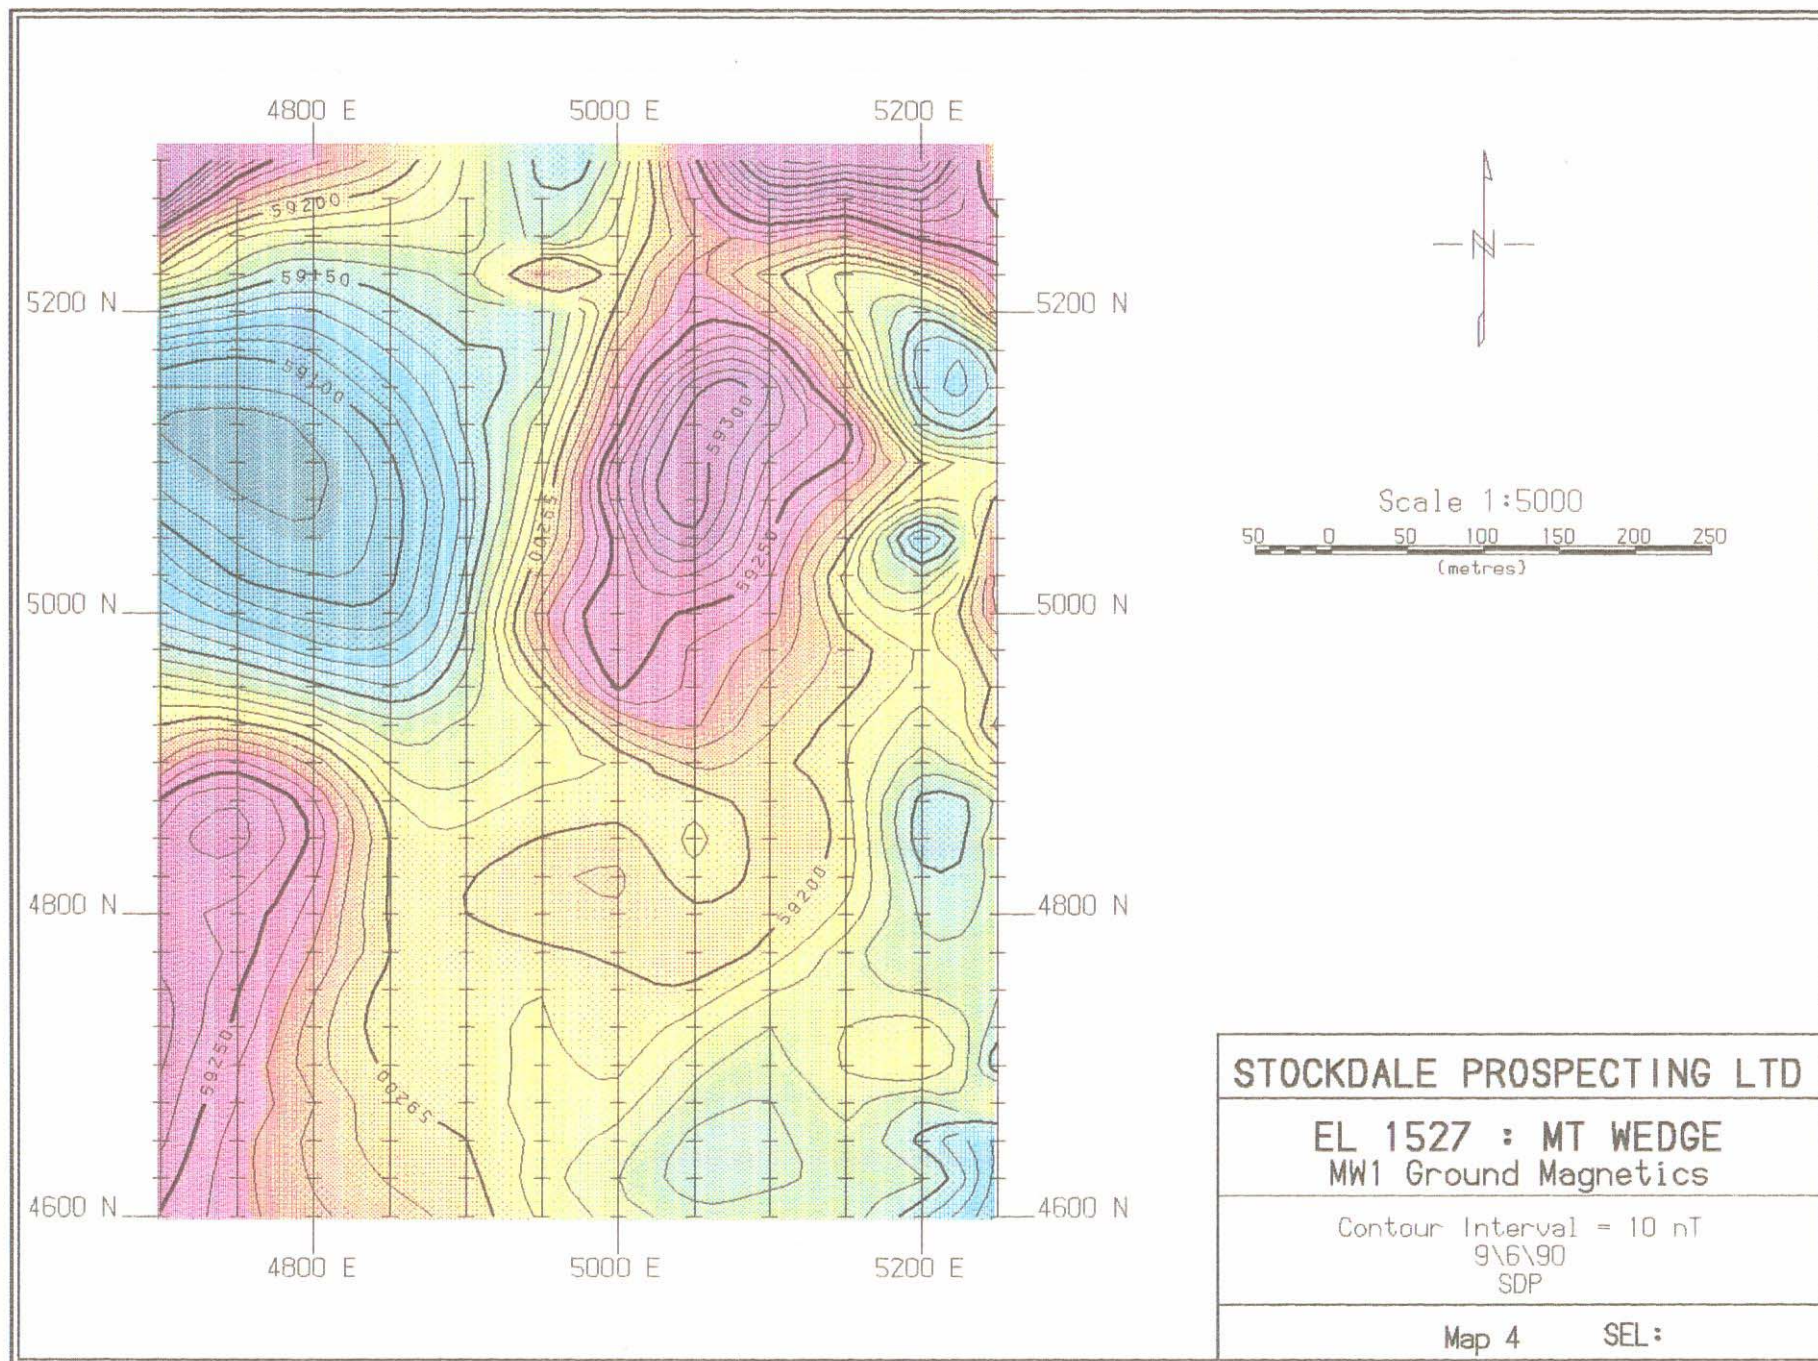 4800 E 5000 E 5200 E
59200
59150
5200 N 5200 N
59100
59300
59200
59250
Scale 1:5000
50 0 50 100 150 200 250
(metres)
5000 N 5000 N
4800 N 4800 N
59200
59250
59200
4600 N 4600 N
4800 E 5000 E 5200 E
N
STOCKDALE PROSPECTING LTD
EL 1527 : MT WEDGE
MW1 Ground Magnetics
Contour Interval = 10 nT
9\6\90
SDP
Map 4 SEL: